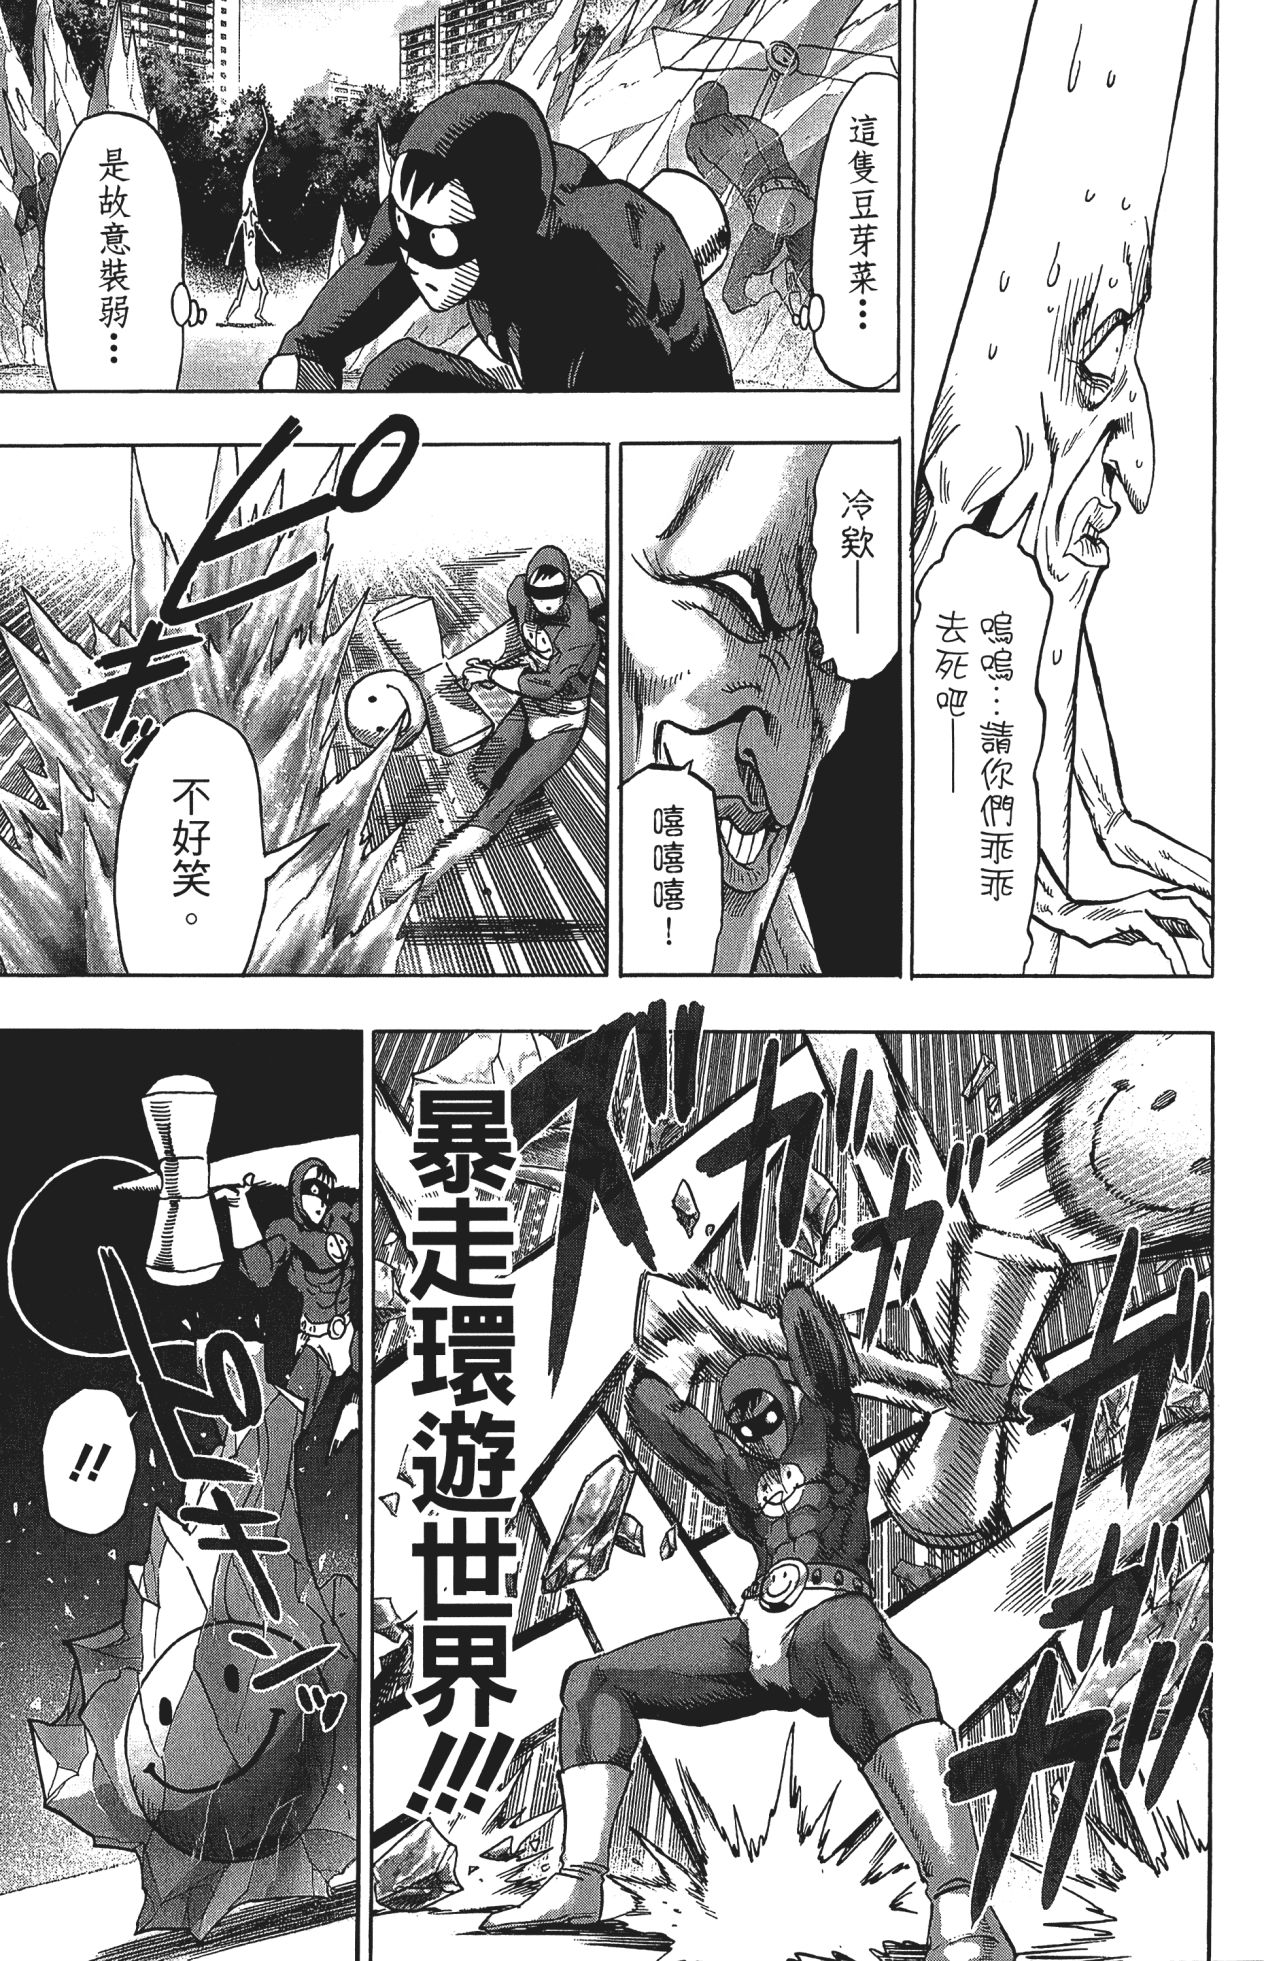 嗚嗚…請你們乖乖
去死吧——
這隻豆芽菜…
是故意裝弱…
冷欸——
嘻嘻嘻！
ピキッ
不好笑。
ズガガガガガ
暴走環遊世界!!!
ピキン
!!